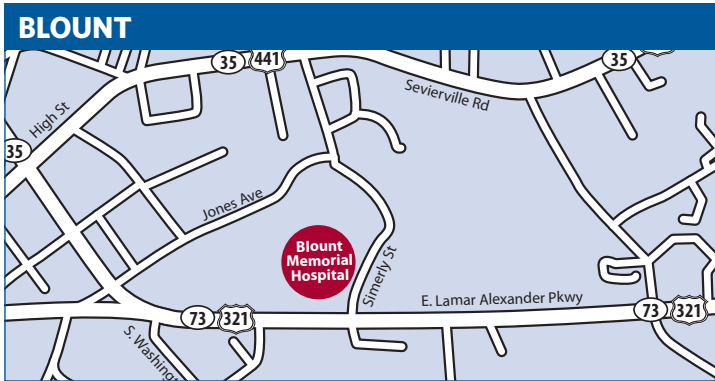 BLOUNT
35
441
35
Sevierville Rd
High St
35
Jones Ave
Blount
Memorial
Hospital
Simerly St
E. Lamar Alexander Pkwy
73
321
73
321
S. Washingt